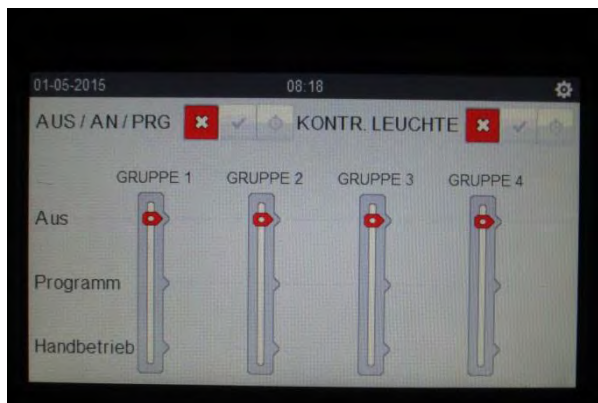 01-05-2015 08:18
AUS / AN / PRG KONTR. LEUCHTE
GRUPPE 1 GRUPPE 2 GRUPPE 3 GRUPPE 4
Aus
Programm
Handbetrieb